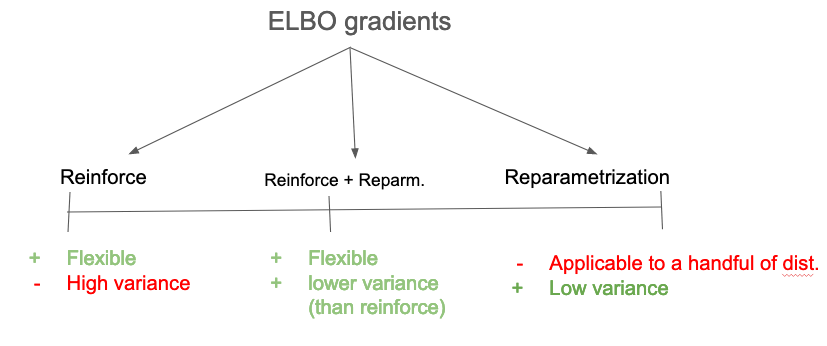 ELBO gradients
Reinforce
Reinforce + Reparm.
Reparametrization
+ Flexible
- High variance
+ Flexible
+ lower variance
(than reinforce)
- Applicable to a handful of dist.
+ Low variance